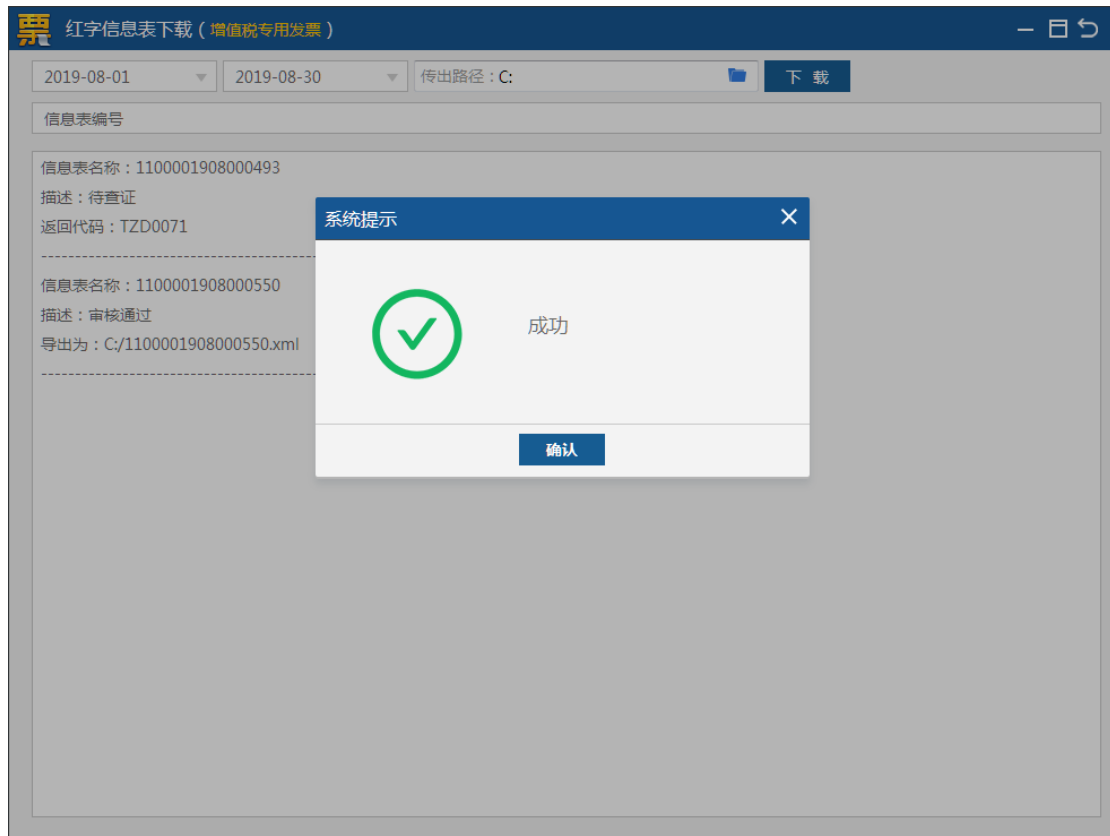 票 红字信息表下载（增值税专用发票）
2019-08-01 2019-08-30 传出路径：C: 下 载
信息表编号
信息表名称：1100001908000493
描述：待查证
返回代码：TZD0071
信息表名称：1100001908000550
描述：审核通过
导出为：C:/1100001908000550.xml
系统提示
成功
确认